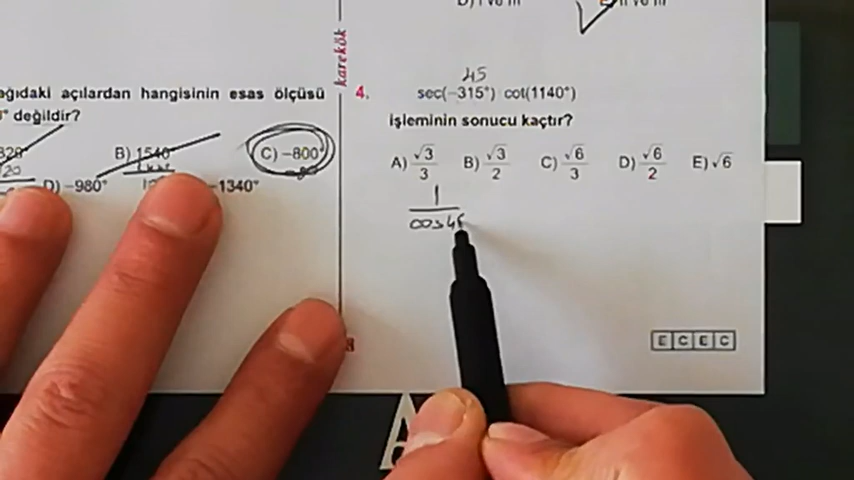 karekök
ağıdaki açılardan hangisinin esas ölçüsü
° değildir?
B) 1540°
C) −800°
D) −980°
−1340°
4.
45
sec(−315°) cot(1140°)
işleminin sonucu kaçtır?
A) √3/3 B) √3/2 C) √6/3 D) √6/2 E) √6
1
cos45
E C E C